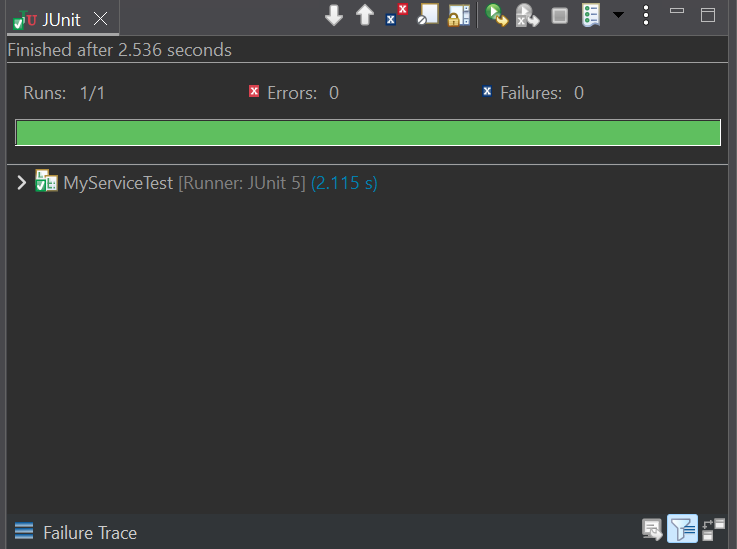 JUnit
Finished after 2.536 seconds
Runs: 1/1 Errors: 0 Failures: 0
MyServiceTest [Runner: JUnit 5] (2.115 s)
Failure Trace